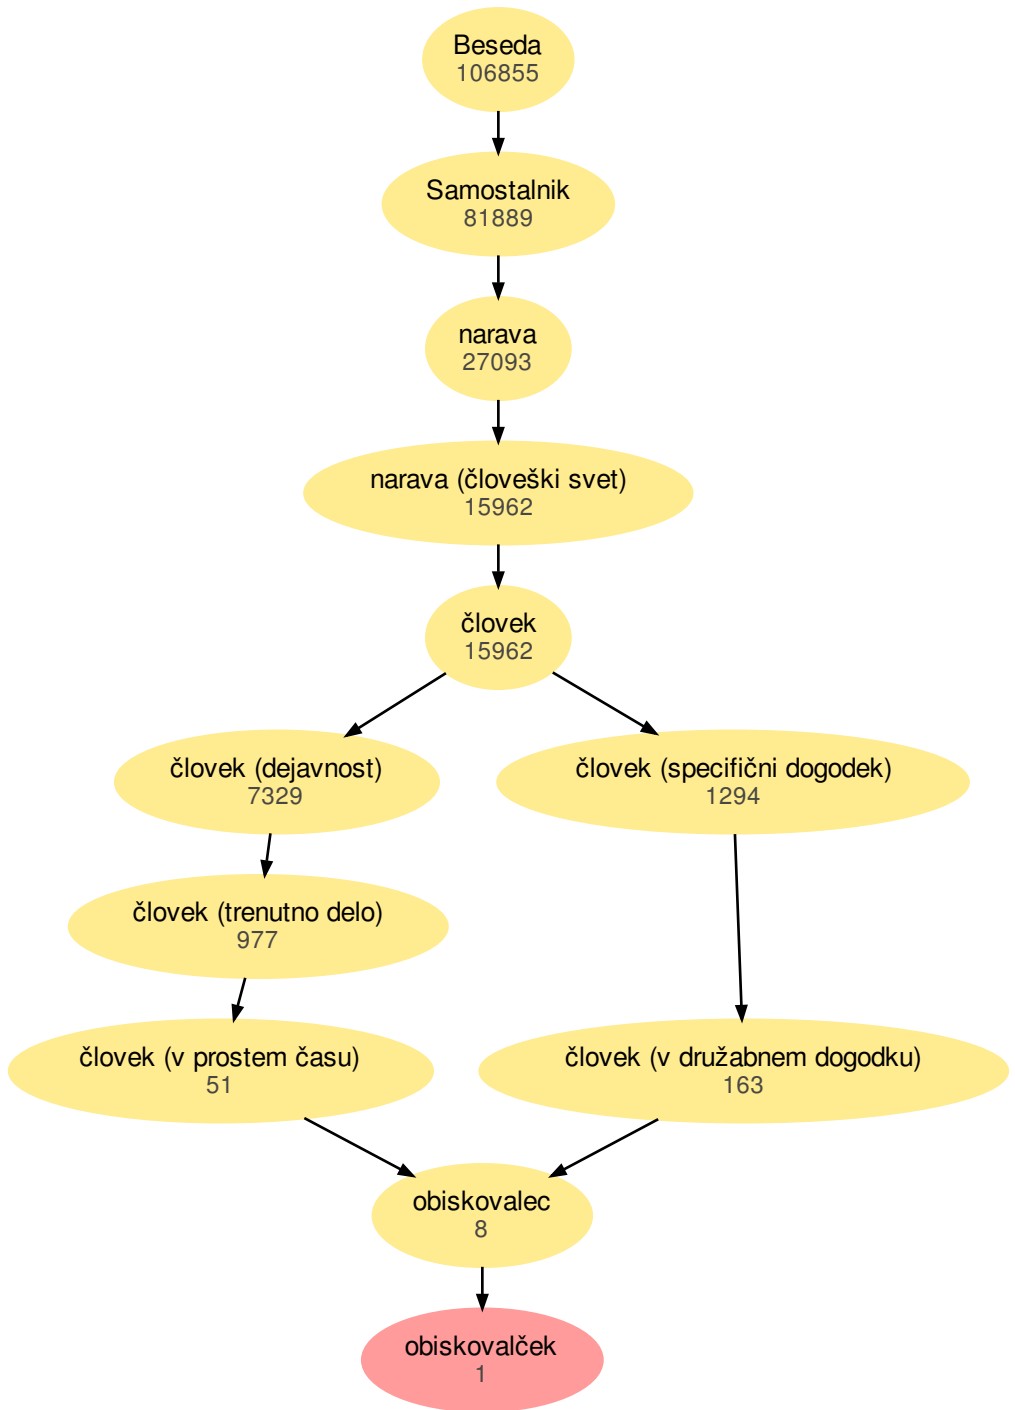 Beseda
106855
Samostalnik
81889
narava
27093
narava (človeški svet)
15962
človek
15962
človek (dejavnost)
7329
človek (specifični dogodek)
1294
človek (trenutno delo)
977
človek (v prostem času)
51
človek (v družabnem dogodku)
163
obiskovalec
8
obiskovalček
1